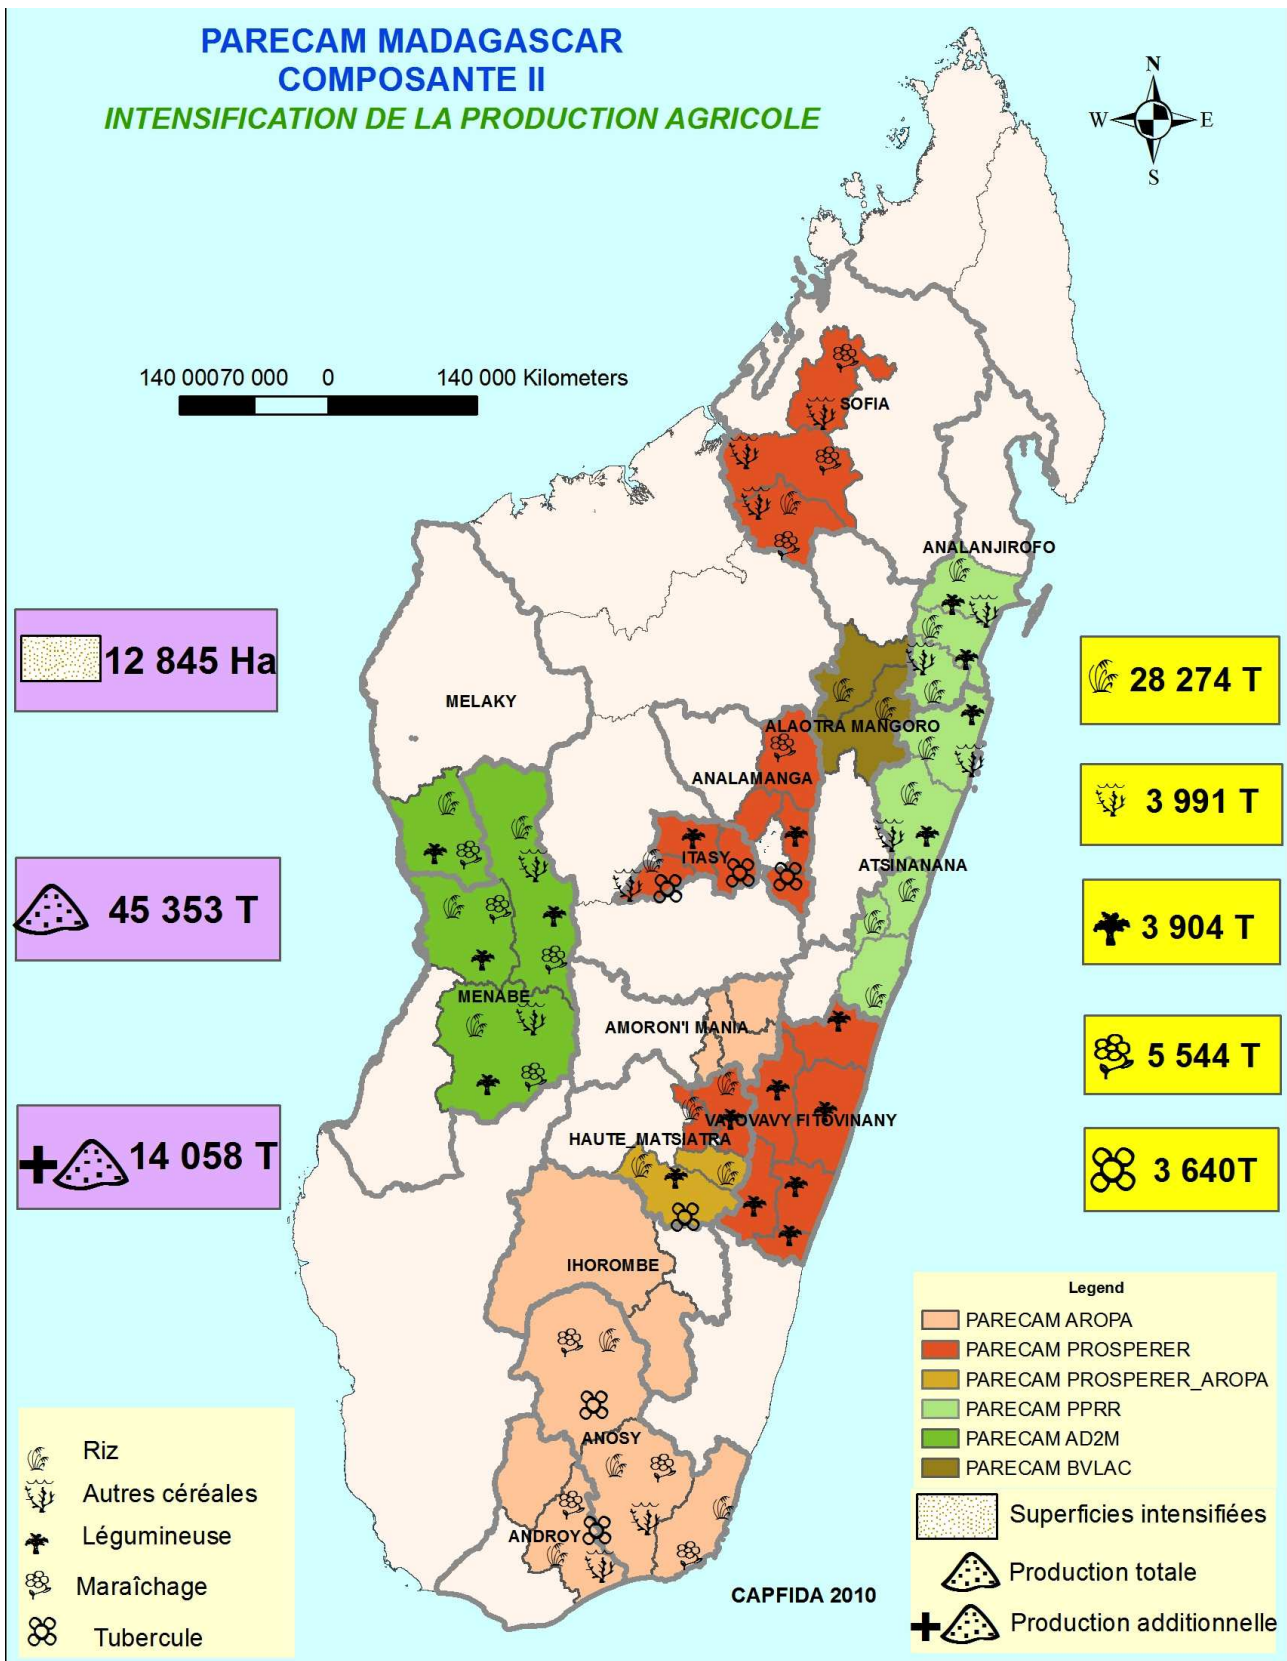 PARECAM MADAGASCAR
COMPOSANTE II
INTENSIFICATION DE LA PRODUCTION AGRICOLE
N
W E
S
140 00070 000 0 140 000 Kilometers
SOFIA
ANALANJIROFO
12 845 Ha
28 274 T
MELAKY
ALAOTRA MANGORO
ANALAMANGA
3 991 T
ITASY
ATSINANANA
45 353 T
3 904 T
MENABE
AMORON'I MANIA
5 544 T
VATOVAVY FITOVINANY
HAUTE_MATSIATRA
14 058 T
3 640T
IHOROMBE
ANOSY
ANDROY
CAPFIDA 2010
Riz
Autres céréales
Légumineuse
Maraîchage
Tubercule
Legend
PARECAM AROPA
PARECAM PROSPERER
PARECAM PROSPERER_AROPA
PARECAM PPRR
PARECAM AD2M
PARECAM BVLAC
Superficies intensifiées
Production totale
Production additionnelle